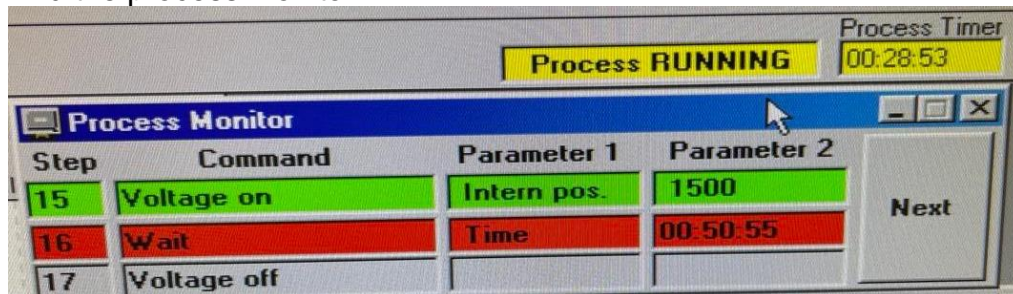 Process Timer
Process RUNNING 00:28:53
Process Monitor
Step Command Parameter 1 Parameter 2
15 Voltage on Intern pos. 1500
Next
16 Wait Time 00:50:55
17 Voltage off